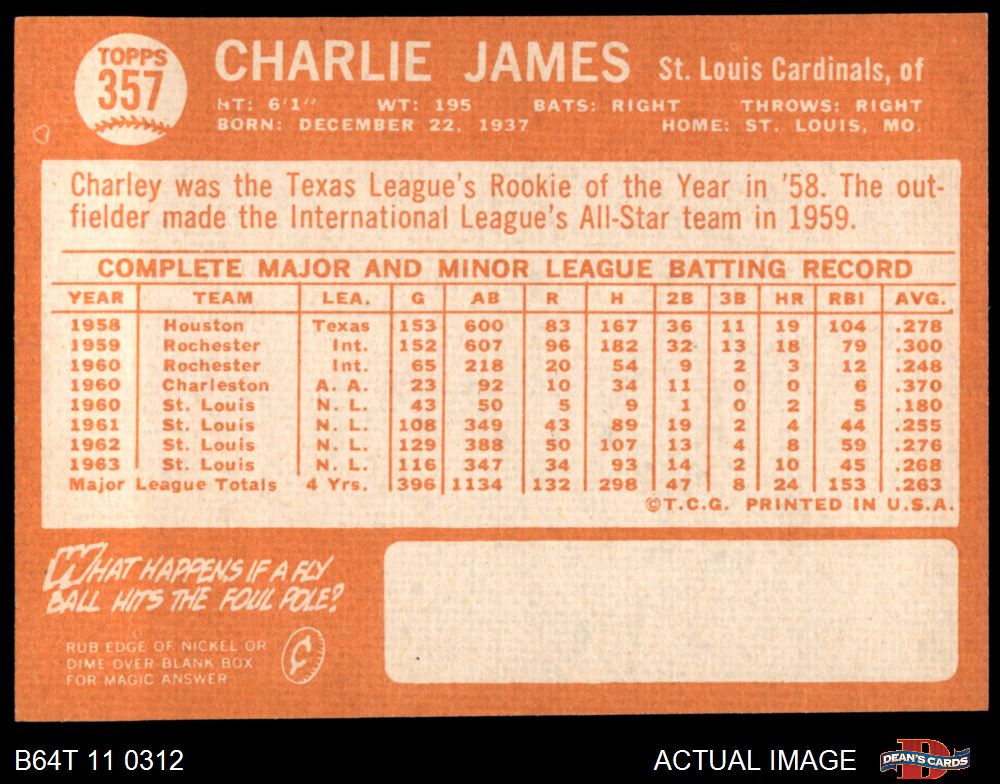 TOPPS
357
CHARLIE JAMES St. Louis Cardinals, of
HT: 6'1" WT: 195 BATS: RIGHT THROWS: RIGHT
BORN: DECEMBER 22, 1937 HOME: ST. LOUIS, MO.
Charley was the Texas League's Rookie of the Year in '58. The out-
fielder made the International League's All-Star team in 1959.
COMPLETE MAJOR AND MINOR LEAGUE BATTING RECORD
YEAR TEAM LEA. G AB R H 2B 3B HR RBI AVG.
1958 Houston Texas 153 600 83 167 36 11 19 104 .278
1959 Rochester Int. 152 607 96 182 32 13 18 79 .300
1960 Rochester Int. 65 218 20 54 9 2 3 12 .248
1960 Charleston A. A. 23 92 10 34 11 0 0 6 .370
1960 St. Louis N. L. 43 50 5 9 1 0 2 5 .180
1961 St. Louis N. L. 108 349 43 89 19 2 4 44 .255
1962 St. Louis N. L. 129 388 50 107 13 4 8 59 .276
1963 St. Louis N. L. 116 347 34 93 14 2 10 45 .268
Major League Totals 4 Yrs. 396 1134 132 298 47 8 24 153 .263
©T.C.G. PRINTED IN U.S.A.
WHAT HAPPENS IF A FLY
BALL HITS THE FOUL POLE?
RUB EDGE OF NICKEL OR
DIME OVER BLANK BOX
FOR MAGIC ANSWER
¢
B64T 11 0312 ACTUAL IMAGE DEAN'S CARDS